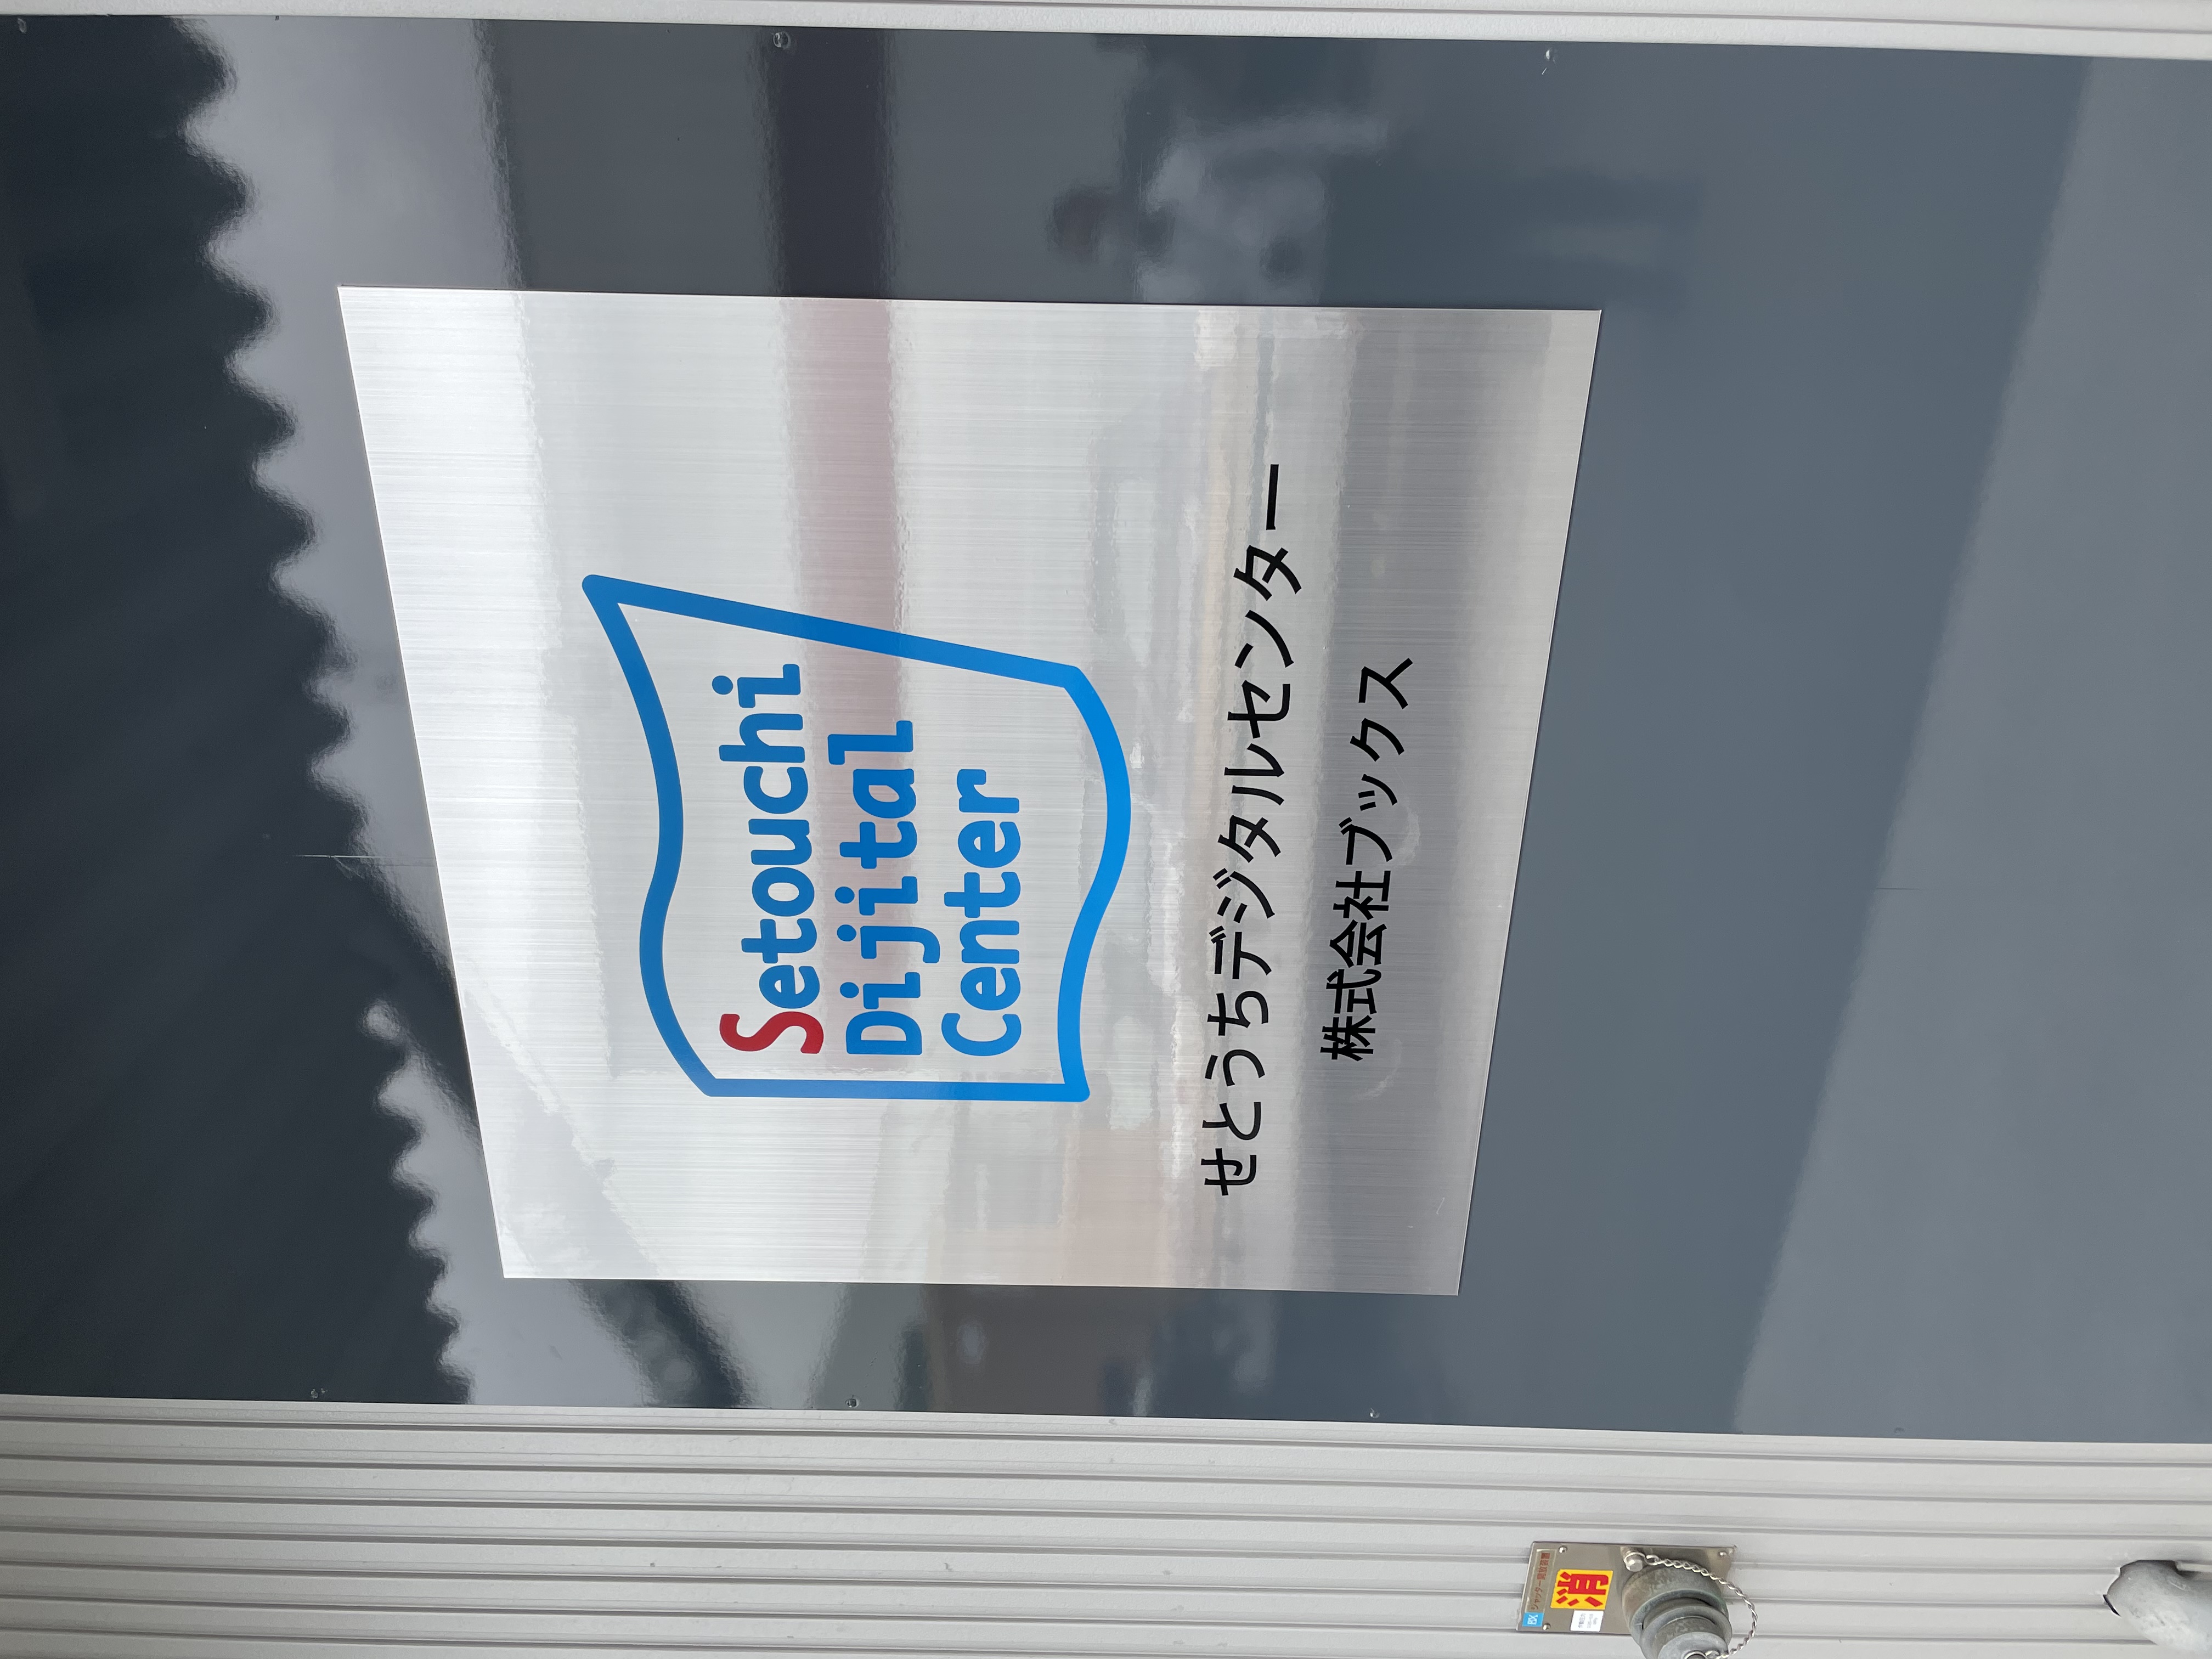 Setouchi
Dijital
Center
せとうちデジタルセンター
株式会社ブックス
消